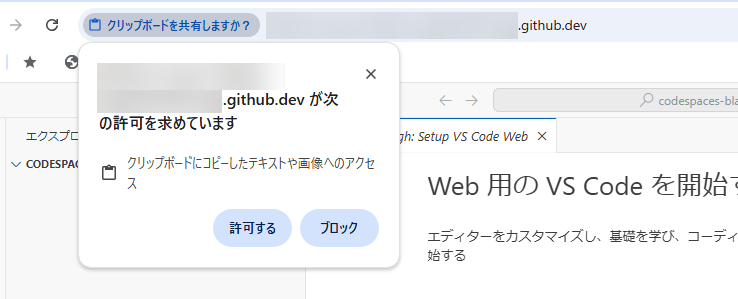 クリップボードを共有しますか？
.github.dev
.github.dev が次
の許可を求めています
クリップボードにコピーしたテキストや画像へのアクセ
ス
許可する
ブロック
codespaces-bla
エクスプロ
CODESPAC
gh: Setup VS Code Web
Web 用の VS Code を開始す
エディターをカスタマイズし、基礎を学び、コーディ
始する